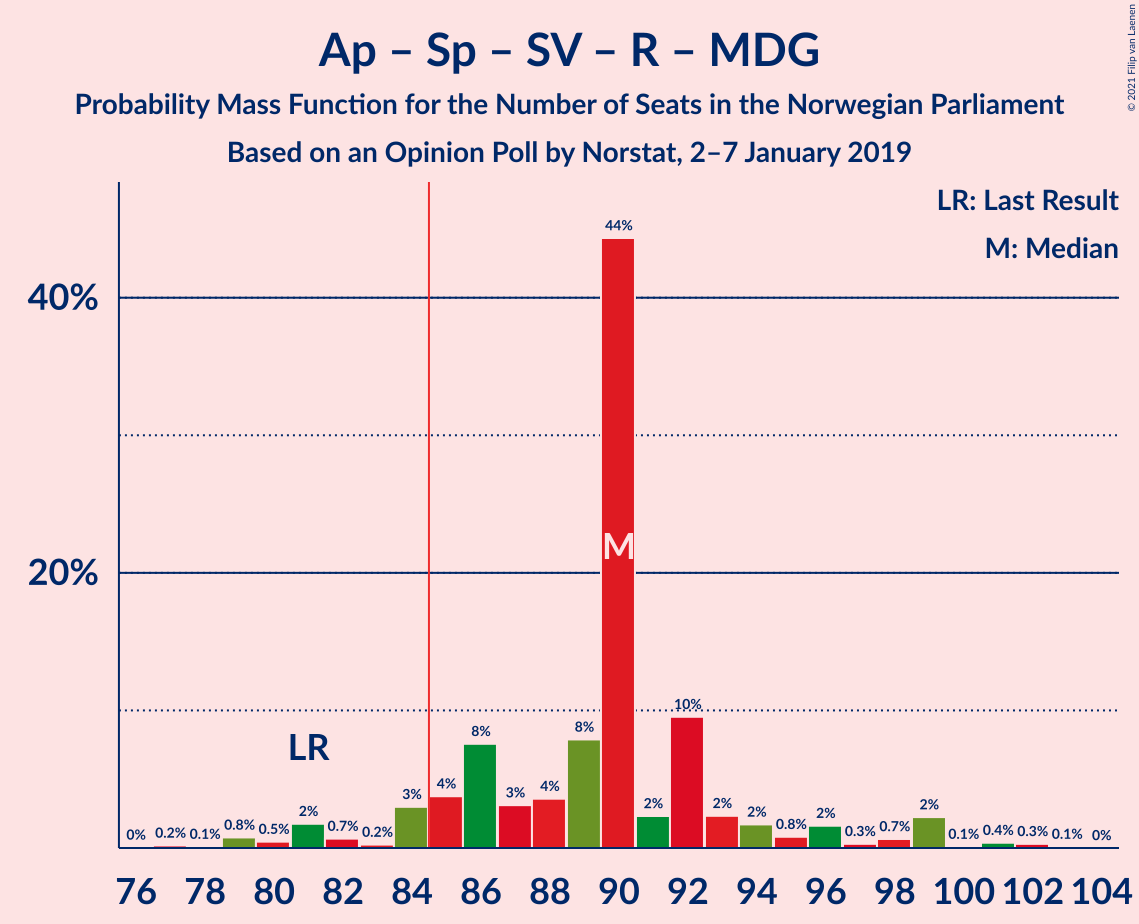 Ap – Sp – SV – R – MDG
Probability Mass Function for the Number of Seats in the Norwegian Parliament
Based on an Opinion Poll by Norstat, 2–7 January 2019
© 2021 Filip van Laenen
LR: Last Result
M: Median
40%
20%
LR
M
0% 0.2% 0.1% 0.8% 0.5% 2% 0.7% 0.2% 3% 4% 8% 3% 4% 8% 44% 2% 10% 2% 2% 0.8% 2% 0.3% 0.7% 2% 0.1% 0.4% 0.3% 0.1% 0%
76 78 80 82 84 86 88 90 92 94 96 98 100 102 104